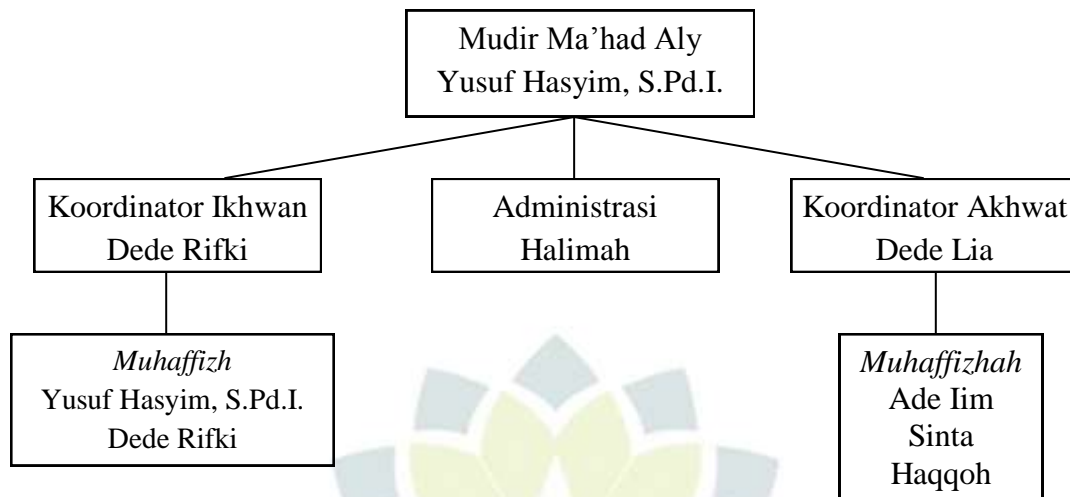 Mudir Ma’had Aly
Yusuf Hasyim, S.Pd.I.
Koordinator Ikhwan
Dede Rifki
Administrasi
Halimah
Koordinator Akhwat
Dede Lia
Muhaffizh
Yusuf Hasyim, S.Pd.I.
Dede Rifki
Muhaffizhah
Ade Iim
Sinta
Haqqoh